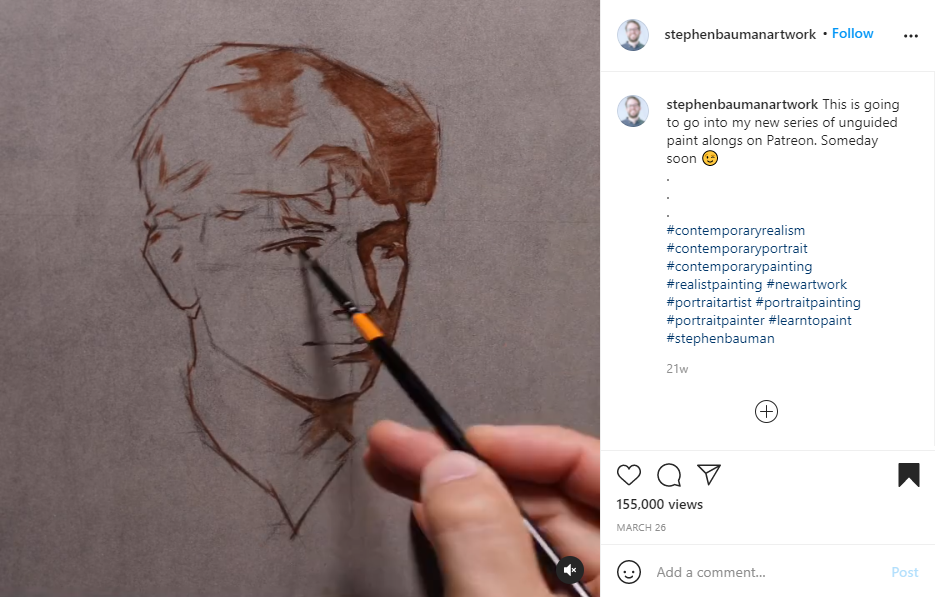 stephenbaumanartwork • Follow
stephenbaumanartwork This is going
to go into my new series of unguided
paint alongs on Patreon. Someday
soon 😉
.
.
.
#contemporaryrealism
#contemporaryportrait
#contemporarypainting
#realistpainting #newartwork
#portraitartist #portraitpainting
#portraitpainter #learntopaint
#stephenbauman
21w
155,000 views
MARCH 26
Add a comment... Post